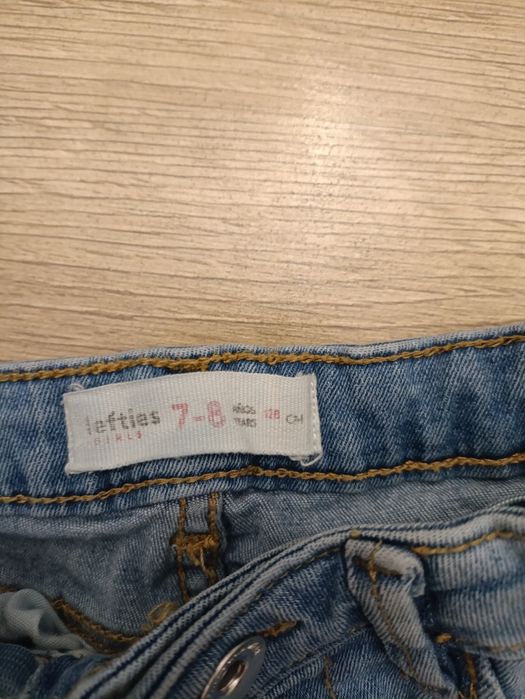 lefties 7-8 AÑOS 128 CM
GIRLS YEARS